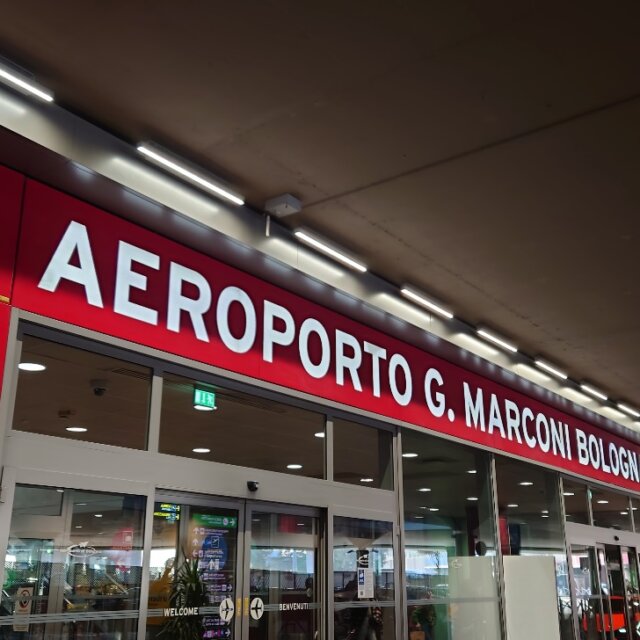 AEROPORTO G. MARCONI BOLOGN
WELCOME
BENVENUTI